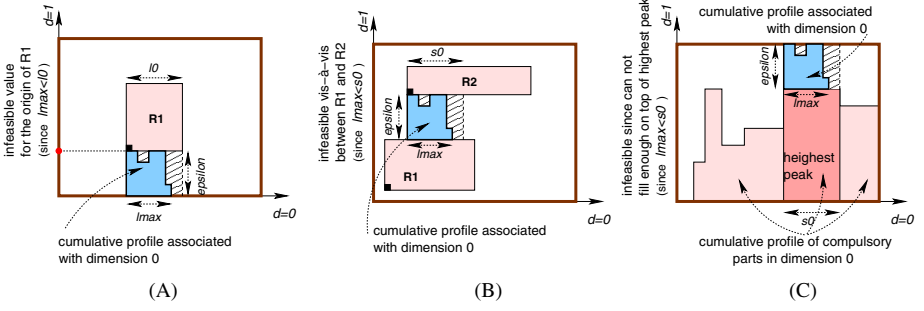 d=1
infeasible value
for the origin of R1
(since lmax<l0)
l0
R1
epsilon
lmax
d=0
cumulative profile associated
with dimension 0
(A)
d=1
infeasible vis-à-vis
between R1 and R2
(since lmax<s0)
s0
R2
epsilon
lmax
R1
d=0
cumulative profile associated
with dimension 0
(B)
d=1
infeasible since can not
fill enough on top of highest peak
(since lmax<s0)
cumulative profile associated
with dimension 0
epsilon
lmax
heighest
peak
s0
d=0
cumulative profile of compulsory
parts in dimension 0
(C)